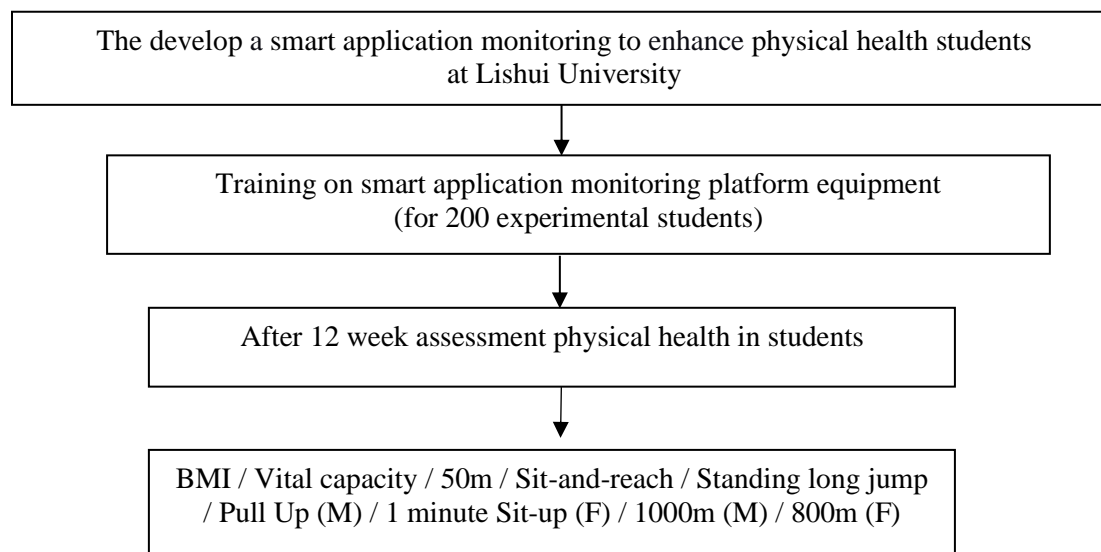 The develop a smart application monitoring to enhance physical health students
at Lishui University
Training on smart application monitoring platform equipment
(for 200 experimental students)
After 12 week assessment physical health in students
BMI / Vital capacity / 50m / Sit-and-reach / Standing long jump
/ Pull Up (M) / 1 minute Sit-up (F) / 1000m (M) / 800m (F)